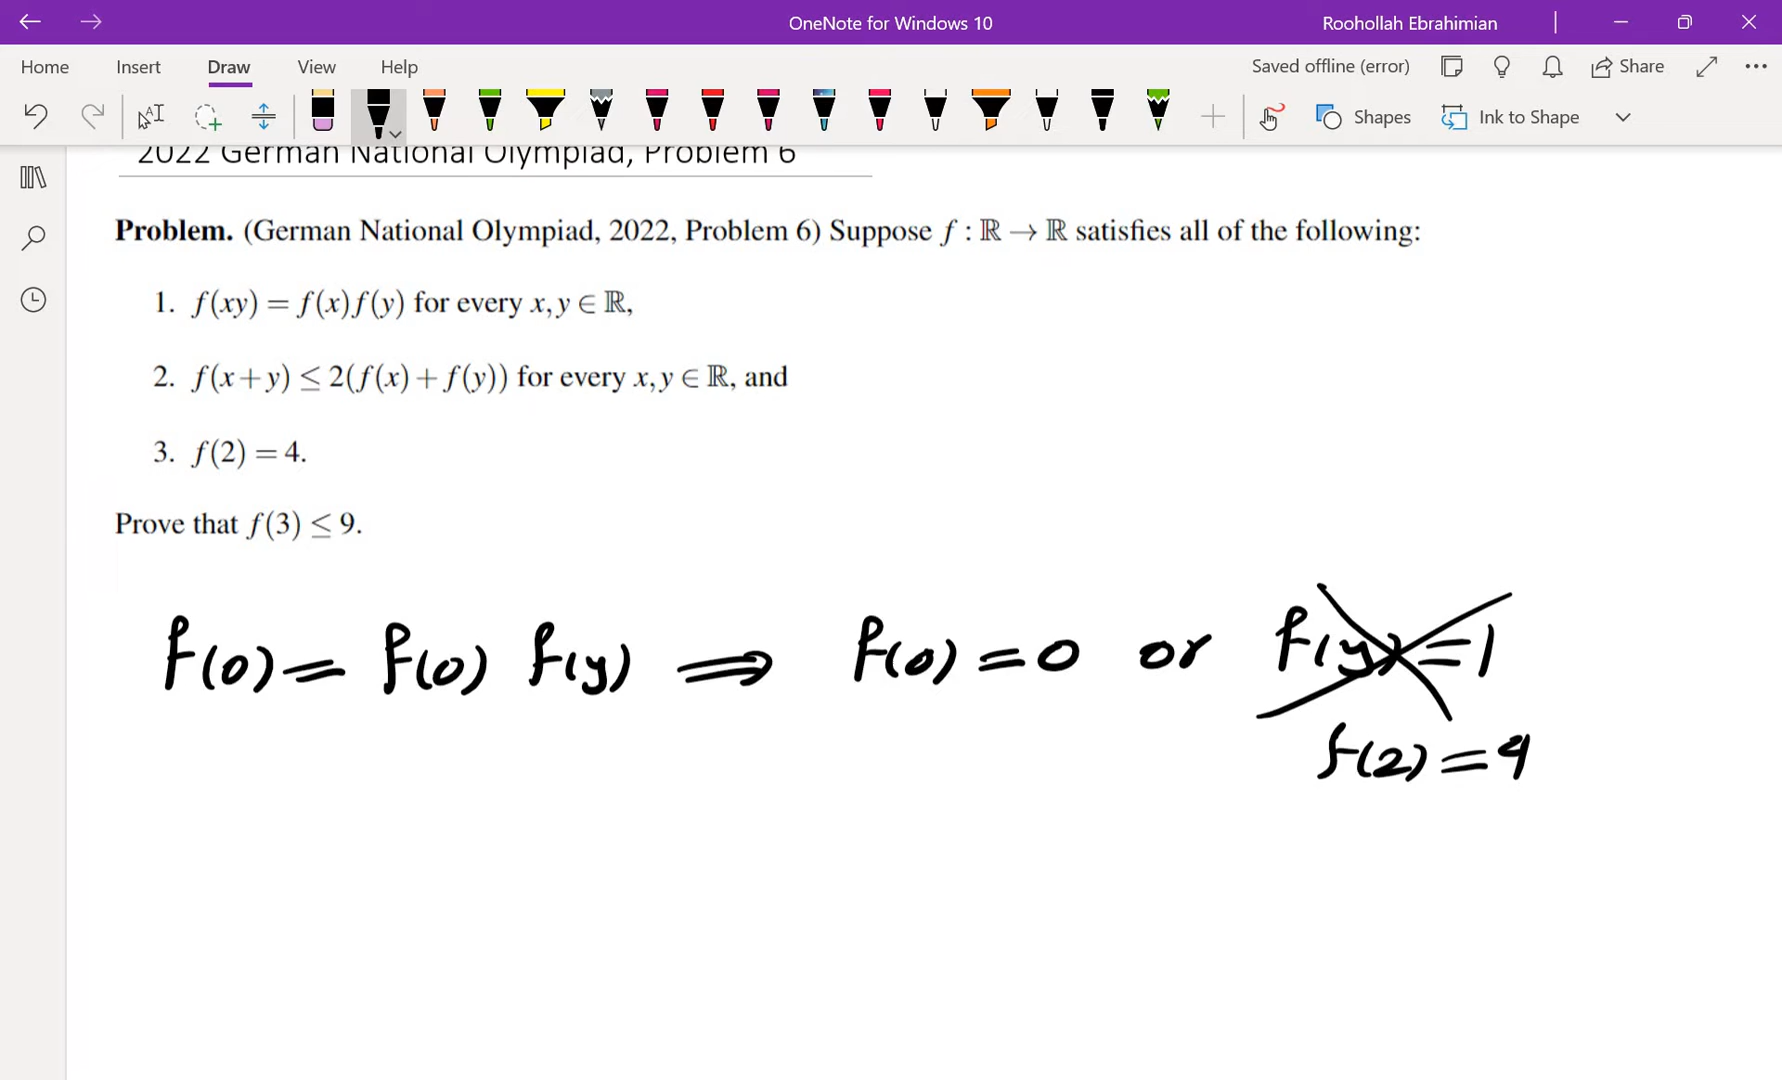 OneNote for Windows 10
Roohollah Ebrahimian
Home Insert Draw View Help
Saved offline (error)
Share
Shapes
Ink to Shape
2022 German National Olympiad, Problem 6
Problem. (German National Olympiad, 2022, Problem 6) Suppose f : ℝ → ℝ satisfies all of the following:
1. f(xy) = f(x)f(y) for every x, y ∈ ℝ,
2. f(x+y) ≤ 2(f(x)+f(y)) for every x, y ∈ ℝ, and
3. f(2) = 4.
Prove that f(3) ≤ 9.
f(0) = f(0) f(y) ⟹ f(0) = 0 or f(y) = 1
f(2) = 4